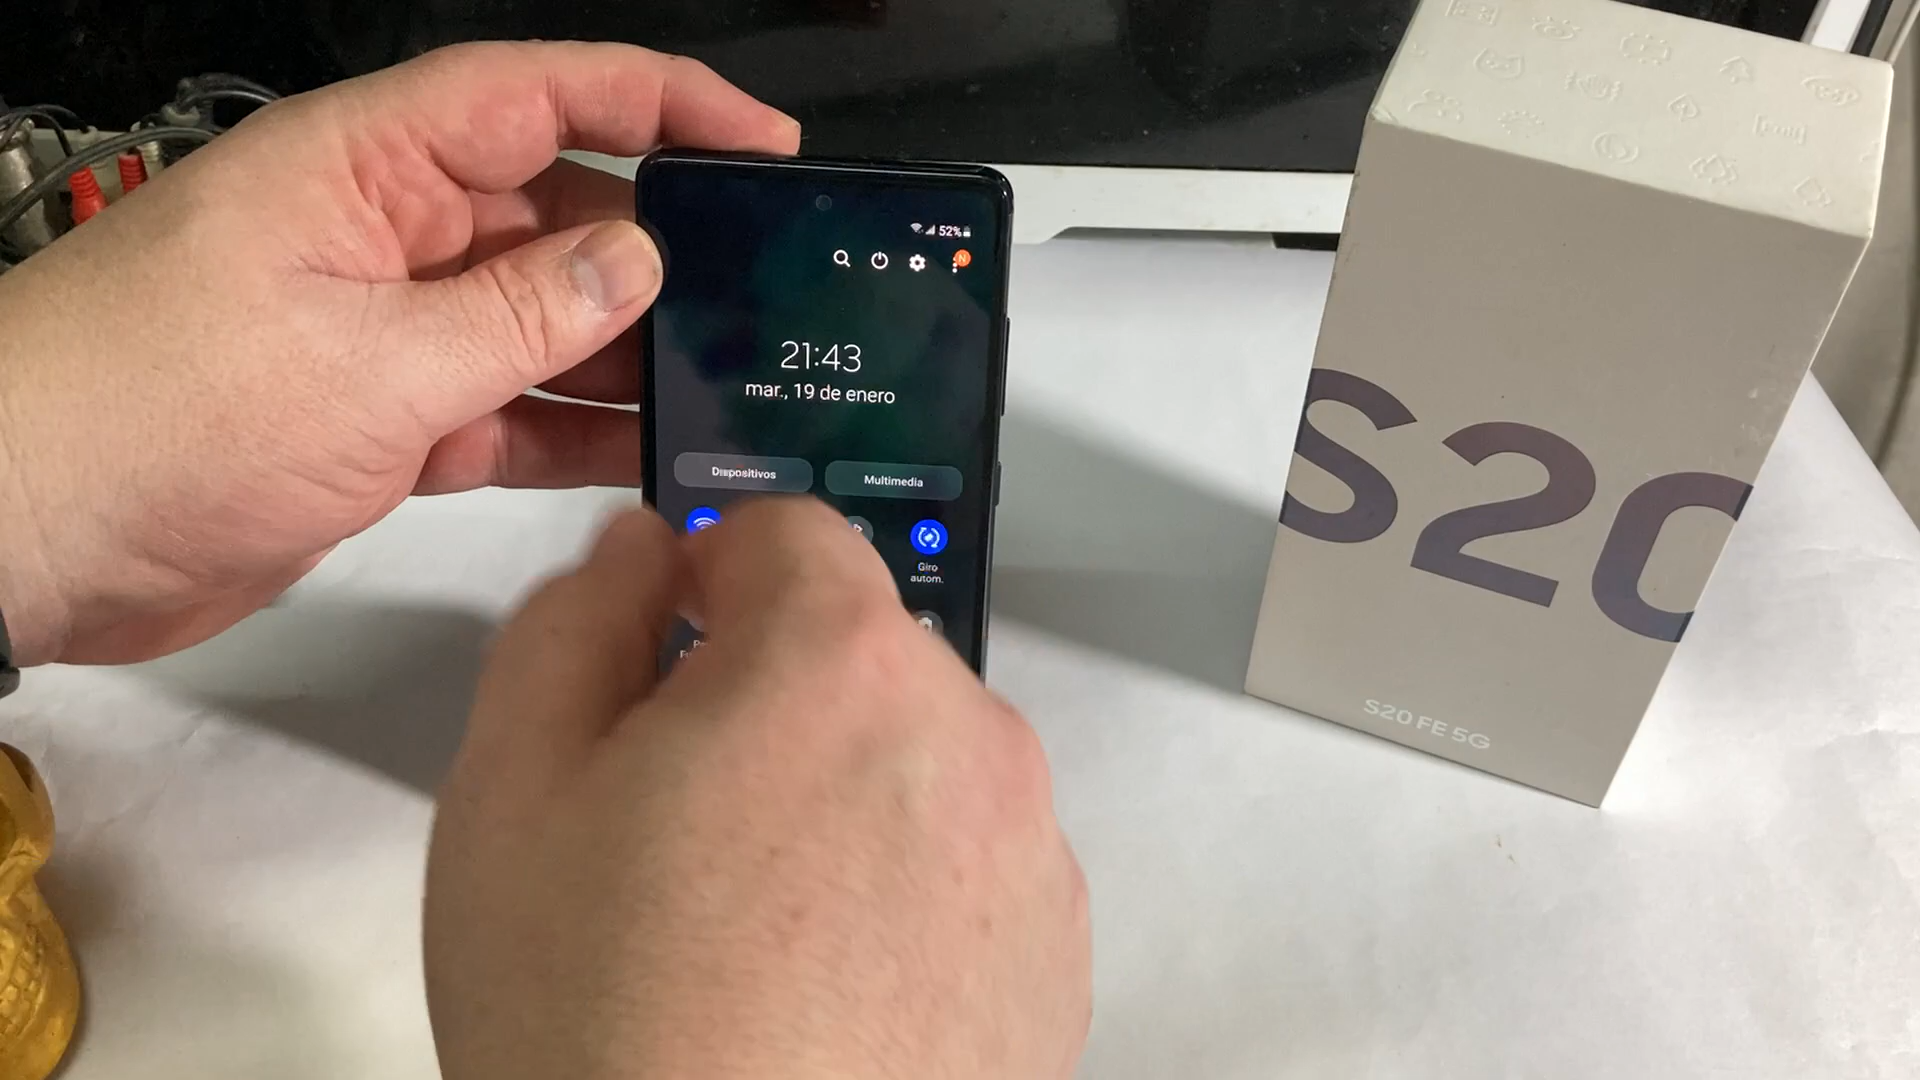 52%
N
21:43
mar., 19 de enero
Dispositivos
Multimedia
Giro
autom.
S20
S20 FE 5G